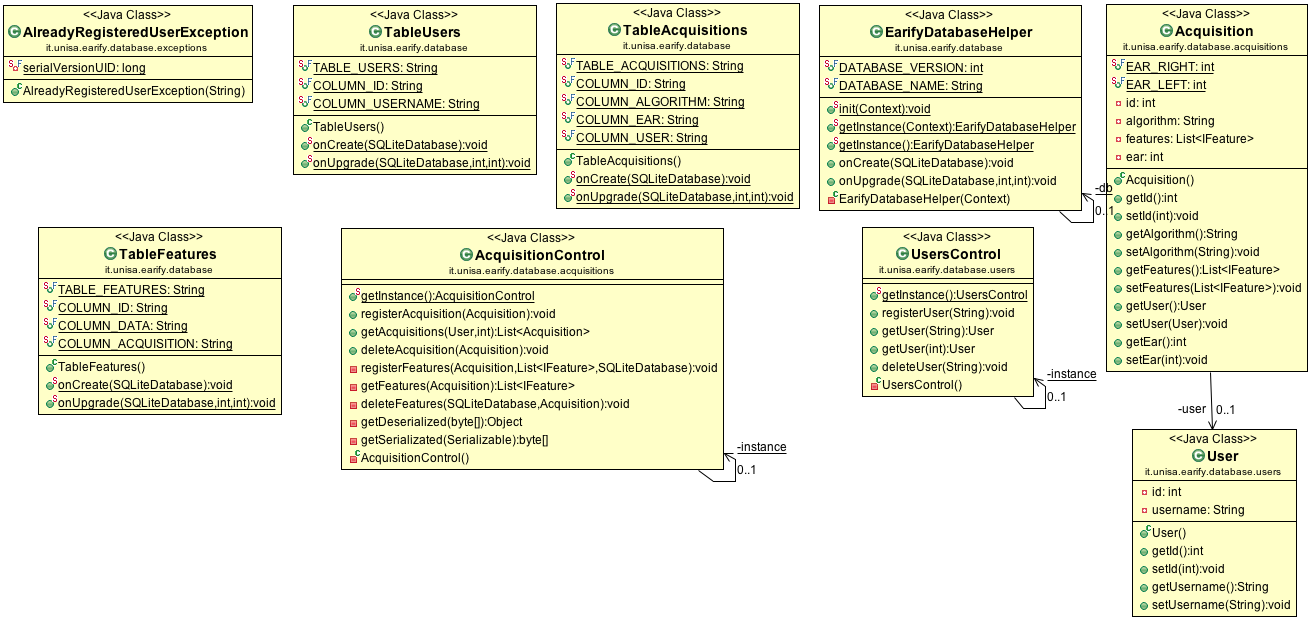 <<Java Class>>
AlreadyRegisteredUserException
it.unisa.earify.database.exceptions
serialVersionUID: long
AlreadyRegisteredUserException(String)
<<Java Class>>
TableUsers
it.unisa.earify.database
TABLE_USERS: String
COLUMN_ID: String
COLUMN_USERNAME: String
TableUsers()
onCreate(SQLiteDatabase):void
onUpgrade(SQLiteDatabase,int,int):void
<<Java Class>>
TableAcquisitions
it.unisa.earify.database
TABLE_ACQUISITIONS: String
COLUMN_ID: String
COLUMN_ALGORITHM: String
COLUMN_EAR: String
COLUMN_USER: String
TableAcquisitions()
onCreate(SQLiteDatabase):void
onUpgrade(SQLiteDatabase,int,int):void
<<Java Class>>
EarifyDatabaseHelper
it.unisa.earify.database
DATABASE_VERSION: int
DATABASE_NAME: String
init(Context):void
getInstance(Context):EarifyDatabaseHelper
getInstance():EarifyDatabaseHelper
onCreate(SQLiteDatabase):void
onUpgrade(SQLiteDatabase,int,int):void
EarifyDatabaseHelper(Context)
-db
0..1
<<Java Class>>
Acquisition
it.unisa.earify.database.acquisitions
EAR_RIGHT: int
EAR_LEFT: int
id: int
algorithm: String
features: List<IFeature>
ear: int
Acquisition()
getId():int
setId(int):void
getAlgorithm():String
setAlgorithm(String):void
getFeatures():List<IFeature>
setFeatures(List<IFeature>):void
getUser():User
setUser(User):void
getEar():int
setEar(int):void
<<Java Class>>
TableFeatures
it.unisa.earify.database
TABLE_FEATURES: String
COLUMN_ID: String
COLUMN_DATA: String
COLUMN_ACQUISITION: String
TableFeatures()
onCreate(SQLiteDatabase):void
onUpgrade(SQLiteDatabase,int,int):void
<<Java Class>>
AcquisitionControl
it.unisa.earify.database.acquisitions
getInstance():AcquisitionControl
registerAcquisition(Acquisition):void
getAcquisitions(User,int):List<Acquisition>
deleteAcquisition(Acquisition):void
registerFeatures(Acquisition,List<IFeature>,SQLiteDatabase):void
getFeatures(Acquisition):List<IFeature>
deleteFeatures(SQLiteDatabase,Acquisition):void
getDeserialized(byte[]):Object
getSerializated(Serializable):byte[]
AcquisitionControl()
-instance
0..1
<<Java Class>>
UsersControl
it.unisa.earify.database.users
getInstance():UsersControl
registerUser(String):void
getUser(String):User
getUser(int):User
deleteUser(String):void
UsersControl()
-instance
0..1
-user
0..1
<<Java Class>>
User
it.unisa.earify.database.users
id: int
username: String
User()
getId():int
setId(int):void
getUsername():String
setUsername(String):void